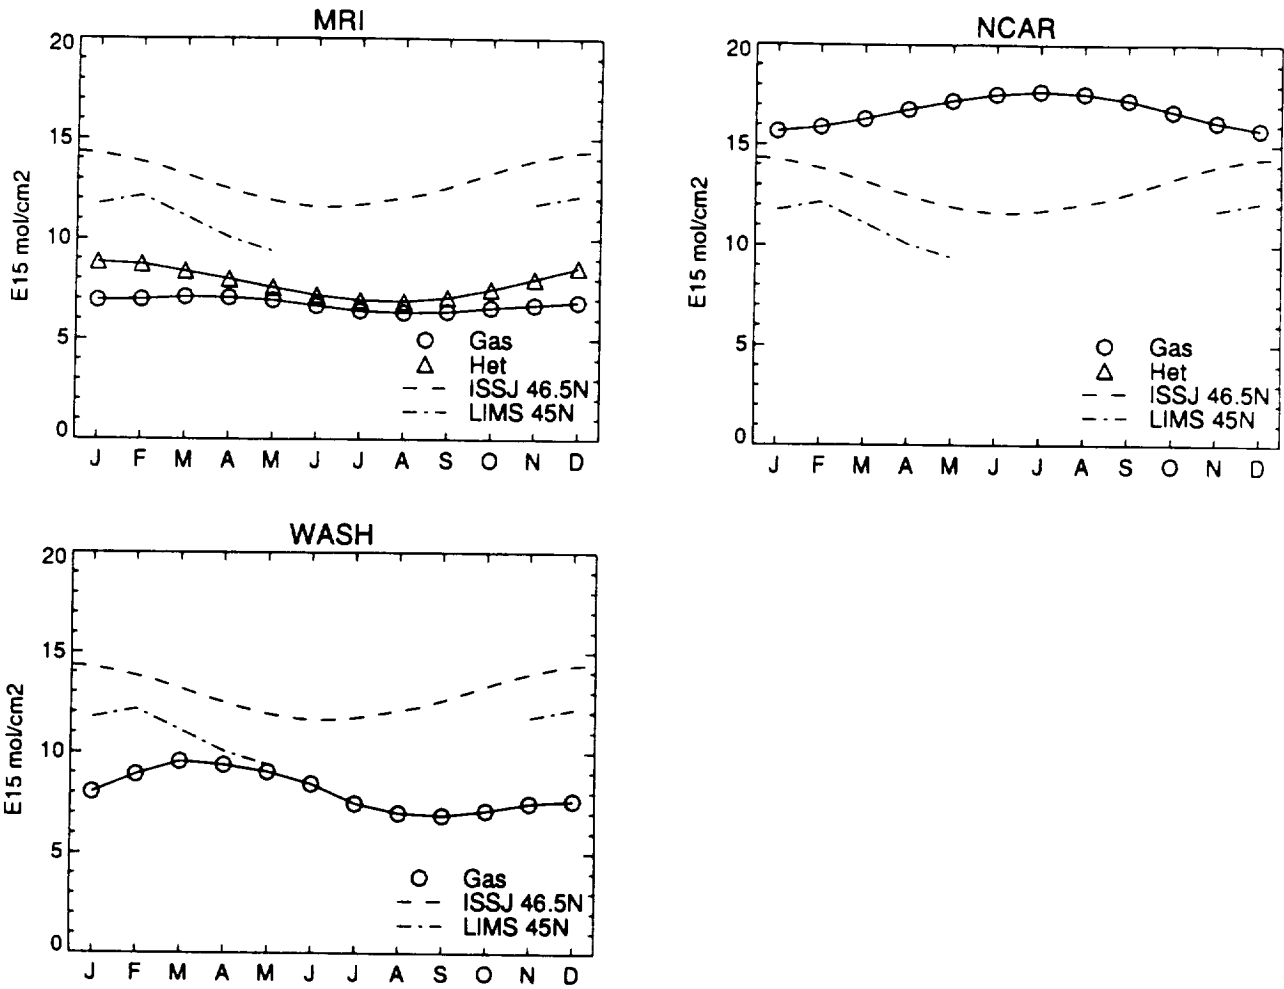 MRI
20
15
10
5
0
E15 mol/cm2
Gas
Het
ISSJ 46.5N
LIMS 45N
J F M A M J J A S O N D
NCAR
20
15
10
5
0
E15 mol/cm2
Gas
Het
ISSJ 46.5N
LIMS 45N
J F M A M J J A S O N D
WASH
20
15
10
5
0
E15 mol/cm2
Gas
ISSJ 46.5N
LIMS 45N
J F M A M J J A S O N D